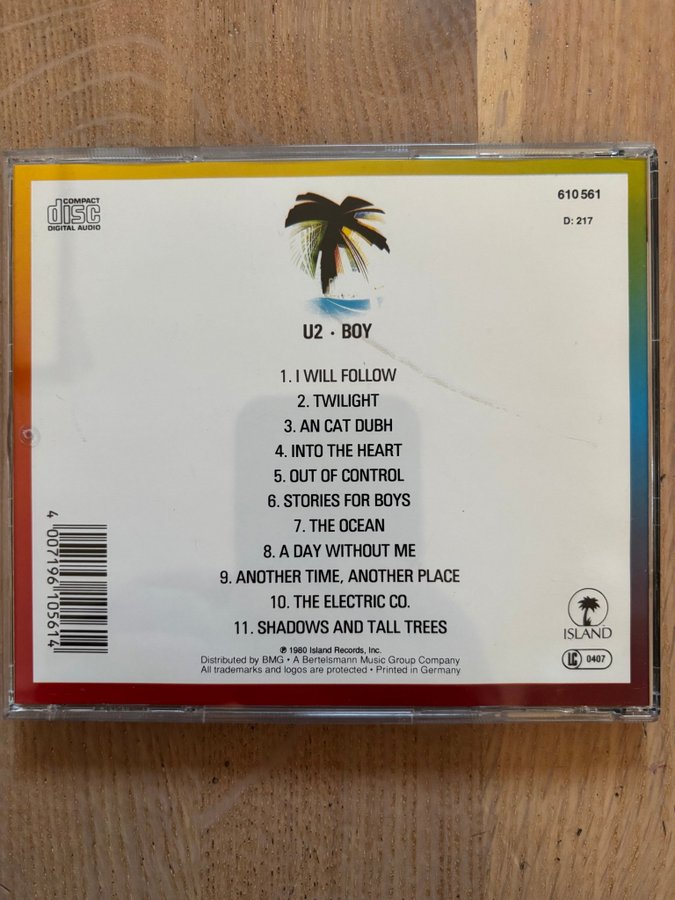 COMPACT
disc
DIGITAL AUDIO
610 561
D: 217
U2 · BOY
1. I WILL FOLLOW
2. TWILIGHT
3. AN CAT DUBH
4. INTO THE HEART
5. OUT OF CONTROL
6. STORIES FOR BOYS
7. THE OCEAN
8. A DAY WITHOUT ME
9. ANOTHER TIME, ANOTHER PLACE
10. THE ELECTRIC CO.
11. SHADOWS AND TALL TREES
℗ 1980 Island Records, Inc.
Distributed by BMG • A Bertelsmann Music Group Company
All trademarks and logos are protected • Printed in Germany
4 007196 105614
ISLAND
LC 0407